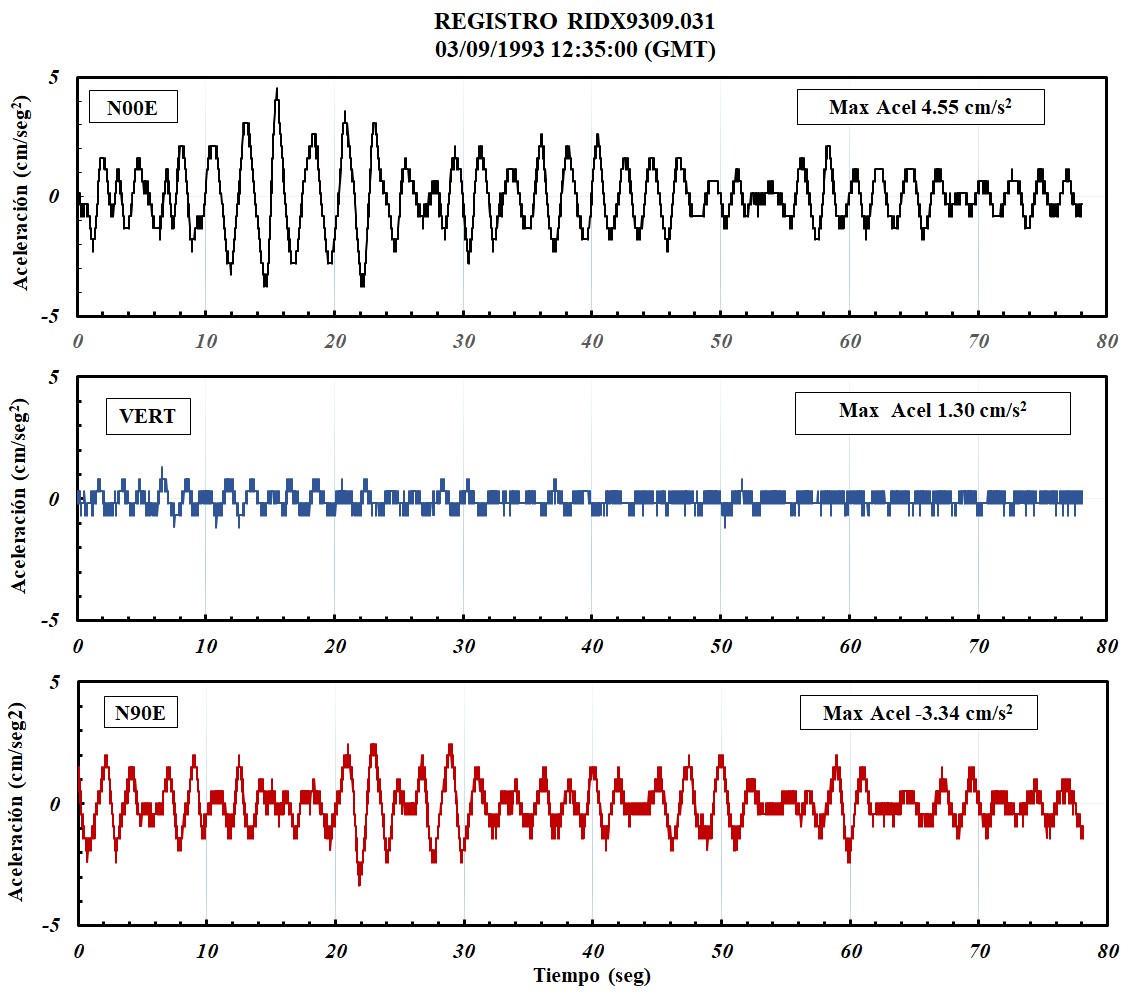 REGISTRO RIDX9309.031
03/09/1993 12:35:00 (GMT)
Aceleración (cm/seg²)
5
0
-5
N00E
Max Acel 4.55 cm/s²
0 10 20 30 40 50 60 70 80
Aceleración (cm/seg²)
5
0
-5
VERT
Max Acel 1.30 cm/s²
0 10 20 30 40 50 60 70 80
Aceleración (cm/seg2)
5
0
-5
N90E
Max Acel -3.34 cm/s²
0 10 20 30 40 50 60 70 80
Tiempo (seg)